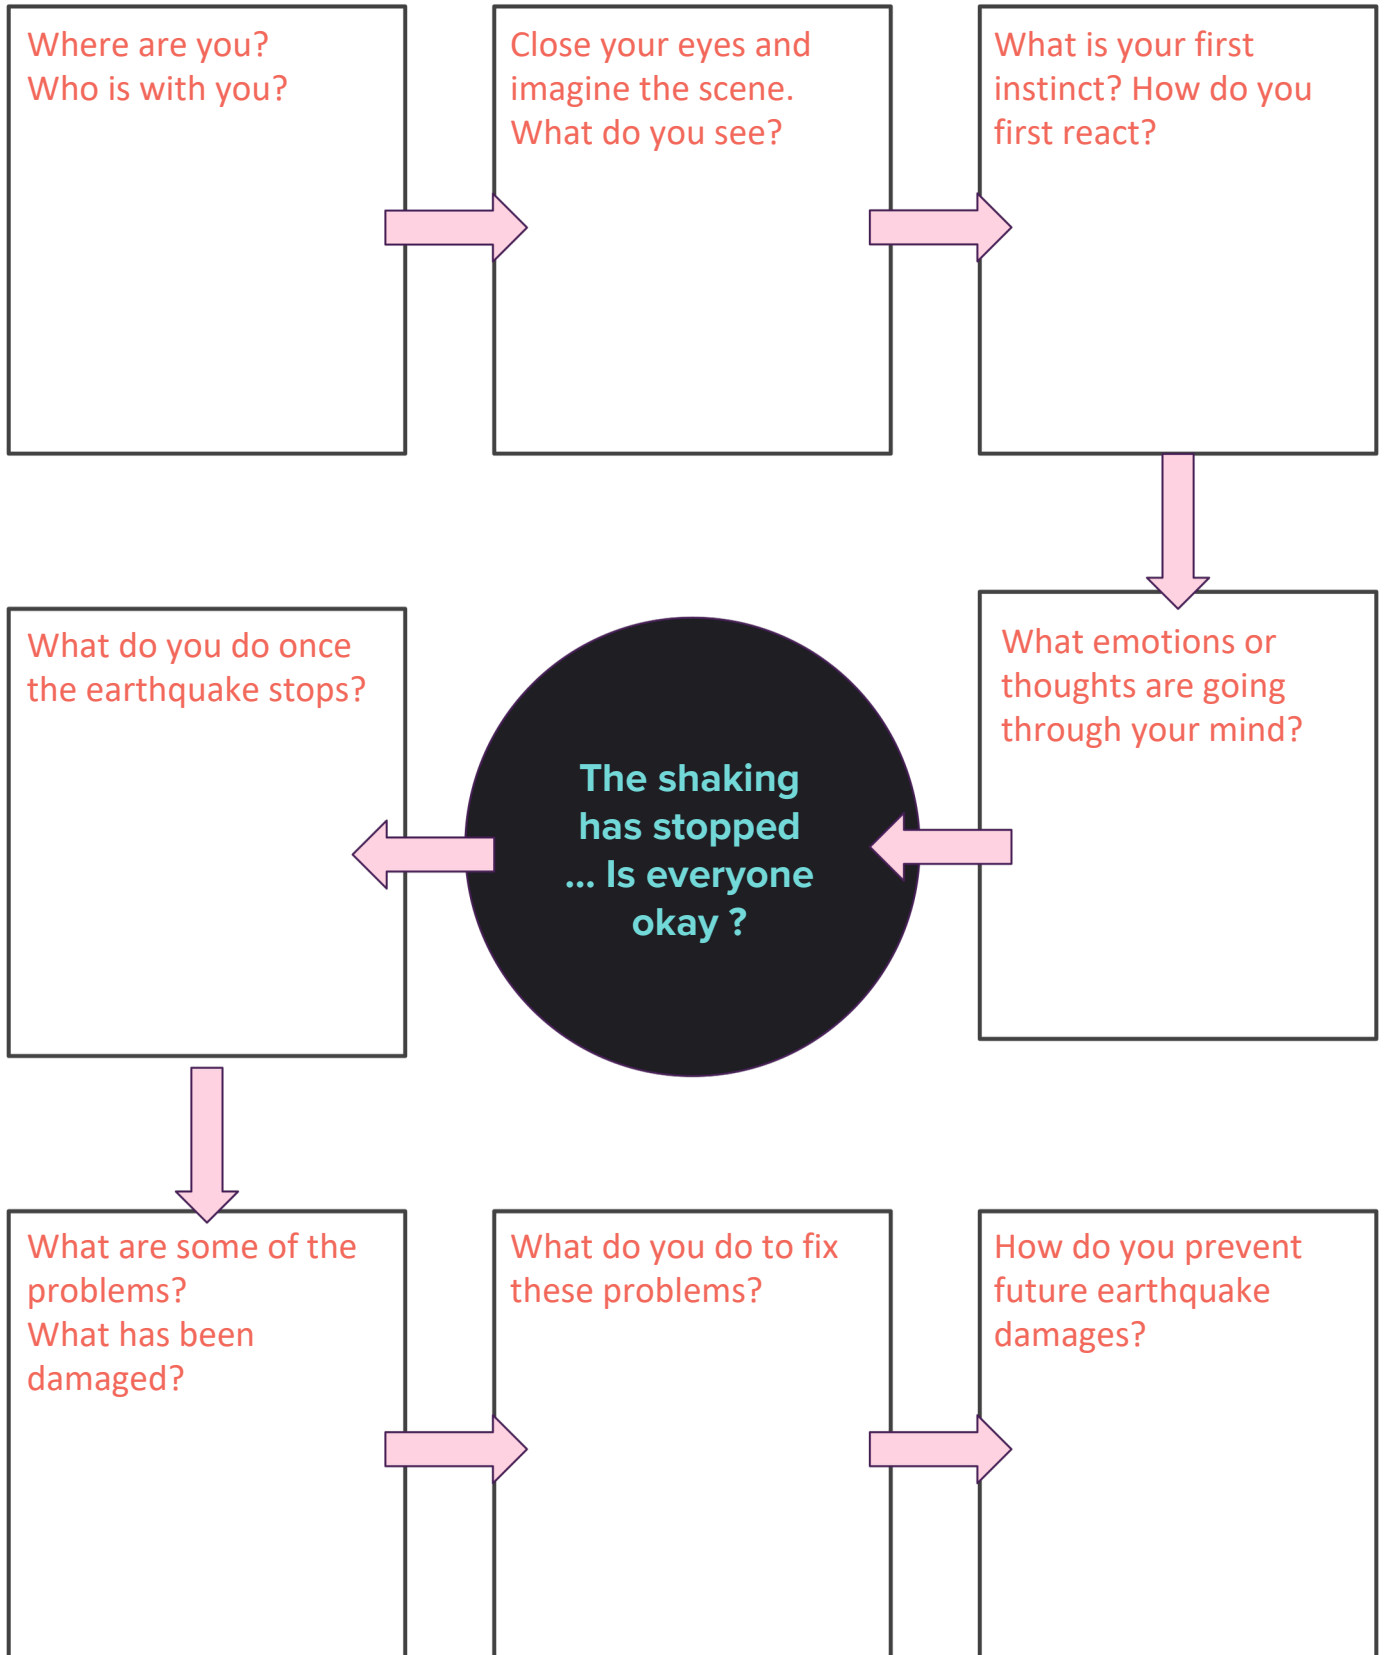 Where are you?
Who is with you?
Close your eyes and
imagine the scene.
What do you see?
What is your first
instinct? How do you
first react?
What emotions or
thoughts are going
through your mind?
The shaking
has stopped
... Is everyone
okay ?
What do you do once
the earthquake stops?
What are some of the
problems?
What has been
damaged?
What do you do to fix
these problems?
How do you prevent
future earthquake
damages?